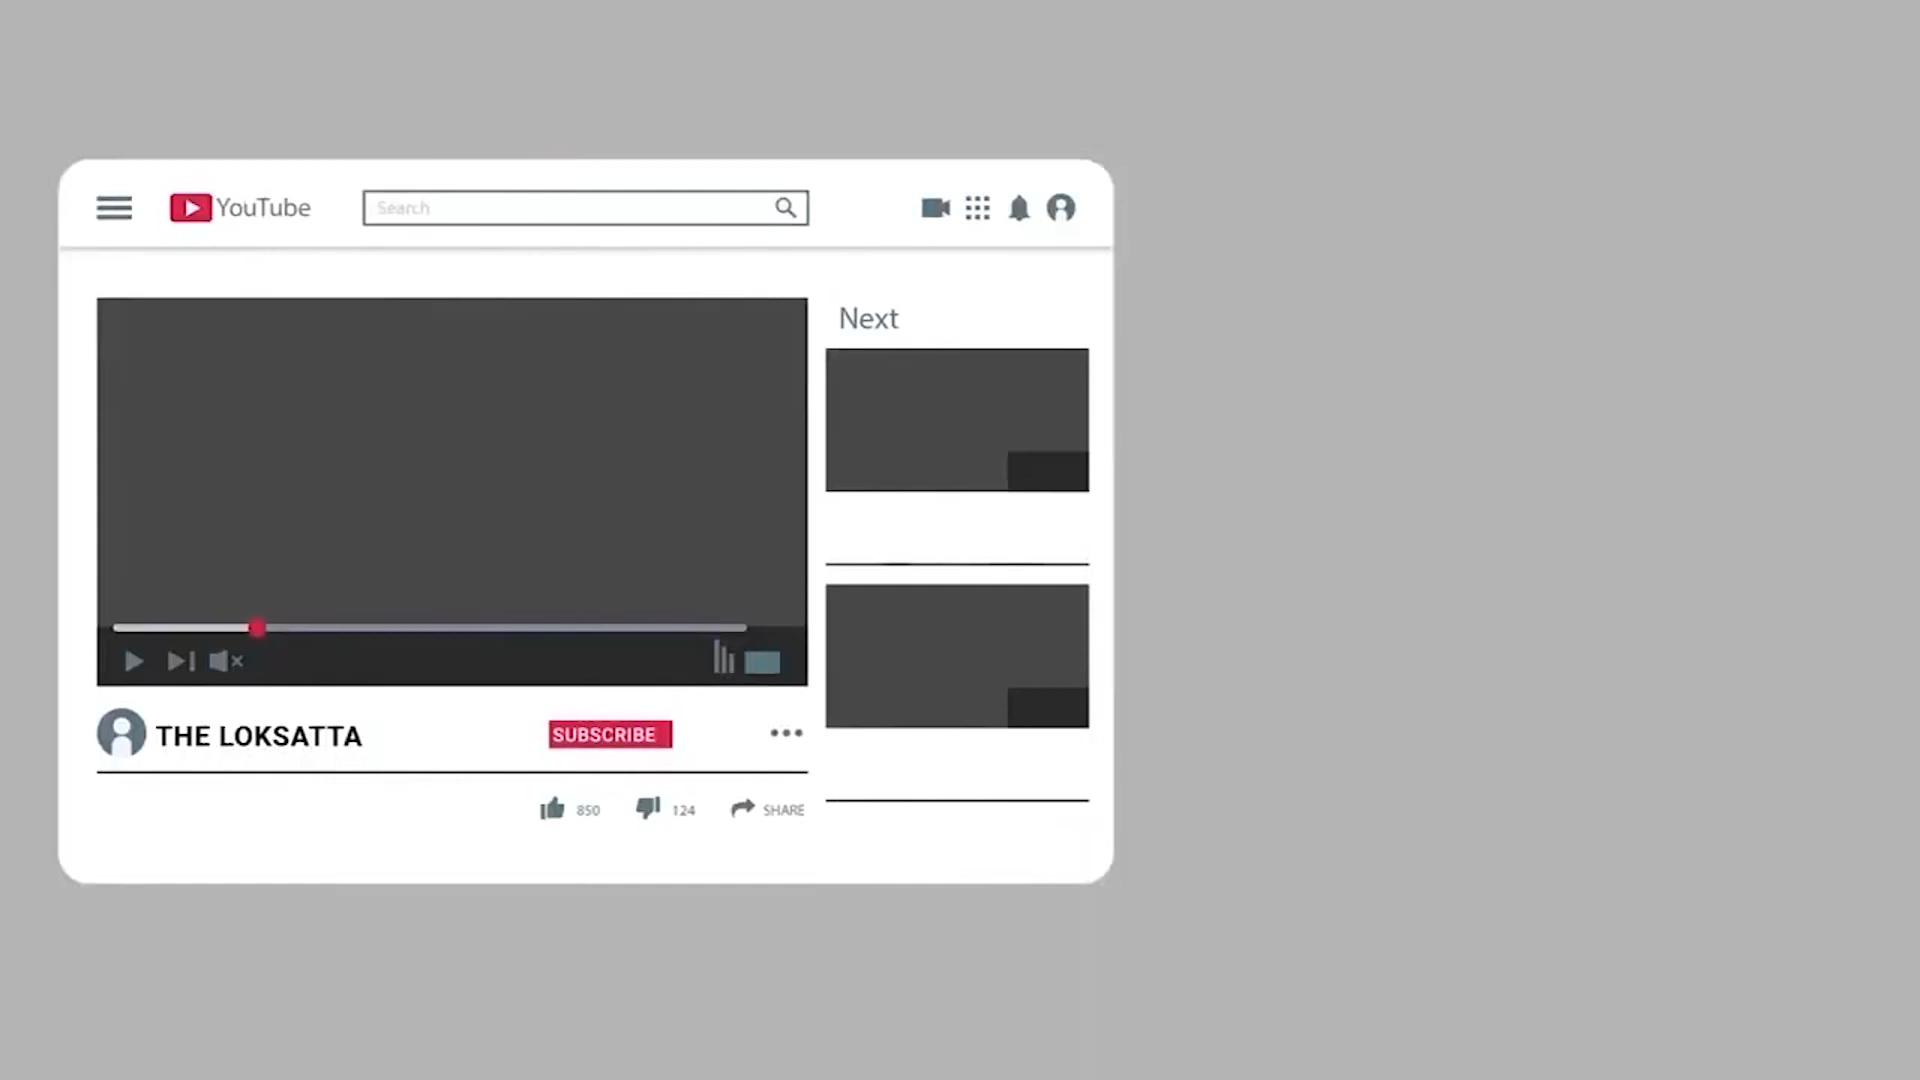 YouTube
Search
Next
THE LOKSATTA
SUBSCRIBE
850
124
SHARE